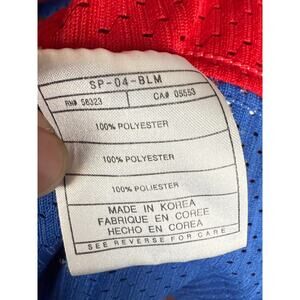 SP-04-BLM
RN# 56323 CA# 05553
100% POLYESTER
100% POLYESTER
100% POLIESTER
MADE IN KOREA
FABRIQUE EN COREE
HECHO EN COREA
SEE REVERSE FOR CARE